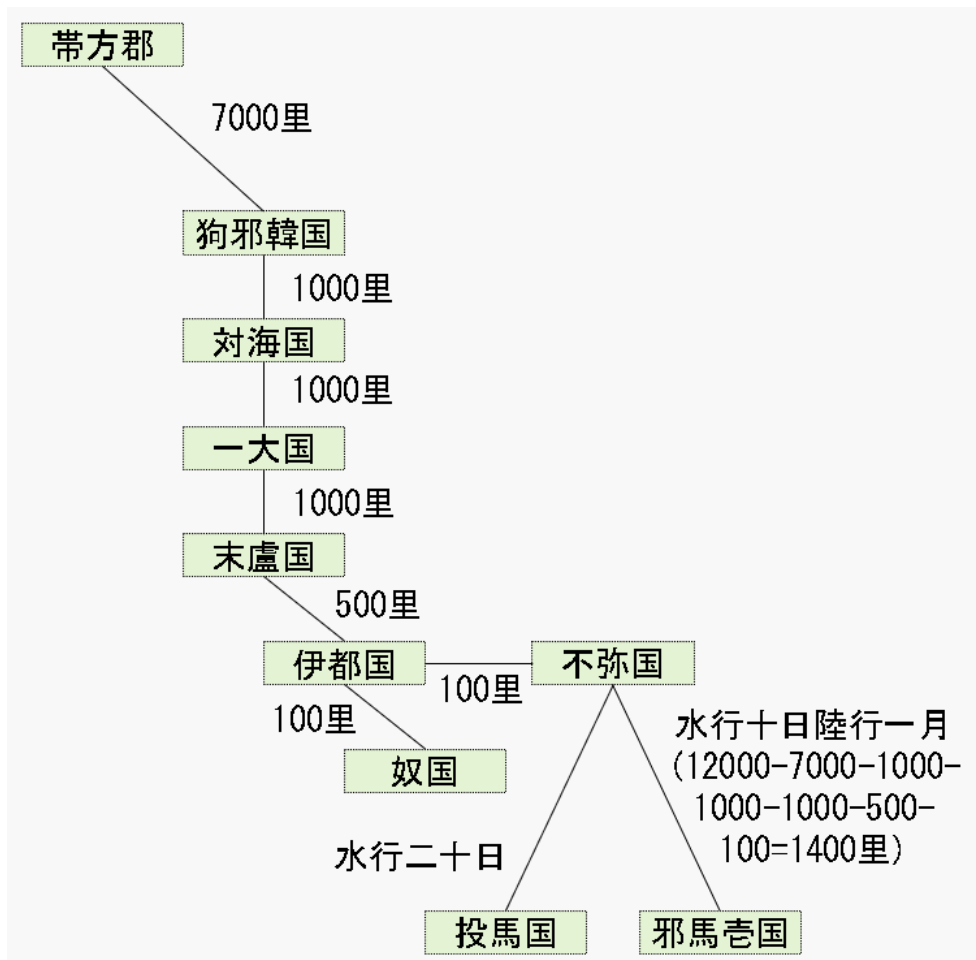 帯方郡
7000里
狗邪韓国
1000里
対海国
1000里
一大国
1000里
末盧国
500里
伊都国
100里
不弥国
100里
奴国
水行十日陸行一月
(12000-7000-1000-
1000-1000-500-
100=1400里)
水行二十日
投馬国
邪馬壱国